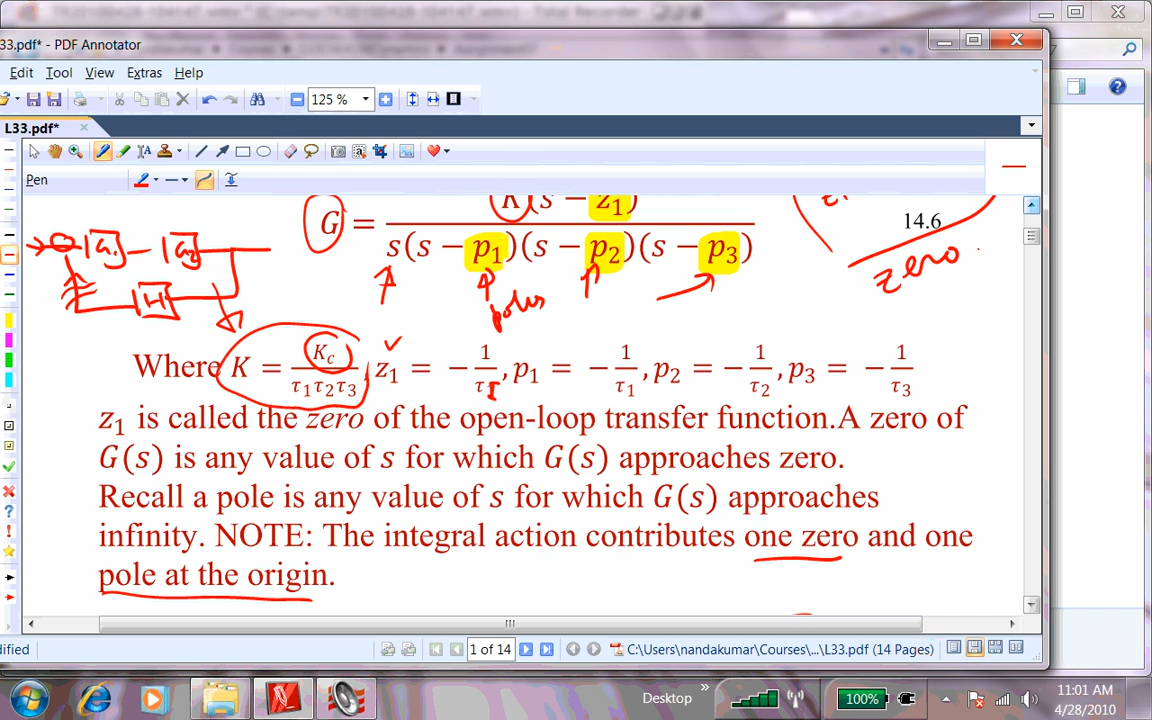 33.pdf* - PDF Annotator
Edit Tool View Extras Help
125 %
L33.pdf*
Pen
G = K(s − z₁) / s(s − p₁)(s − p₂)(s − p₃)
14.6
zero
G₁ G₂
H
poles
Where K = K_c / τ₁τ₂τ₃, z₁ = − 1/τI, p₁ = − 1/τ₁, p₂ = − 1/τ₂, p₃ = − 1/τ₃
z₁ is called the zero of the open-loop transfer function.A zero of
G(s) is any value of s for which G(s) approaches zero.
Recall a pole is any value of s for which G(s) approaches
infinity. NOTE: The integral action contributes one zero and one
pole at the origin.
dified
1 of 14
C:\Users\nandakumar\Courses\...\L33.pdf (14 Pages)
Desktop
»
100%
11:01 AM
4/28/2010